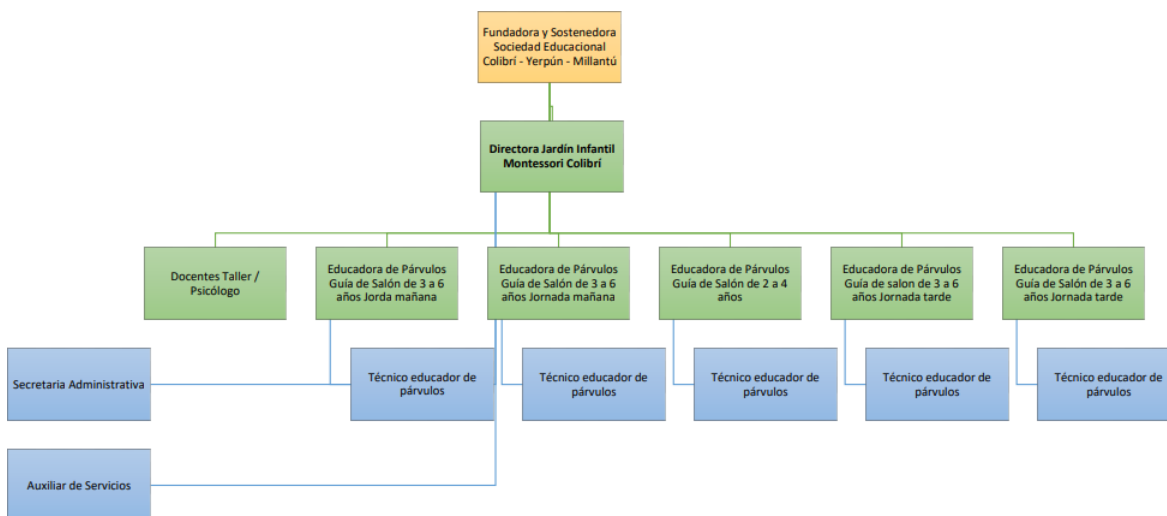 Fundadora y Sostenedora
Sociedad Educacional
Colibrí - Yerpún - Millantú
Directora Jardín Infantil
Montessori Colibrí
Docentes Taller /
Psicólogo
Educadora de Párvulos
Guía de Salón de 3 a 6
años Jorda mañana
Educadora de Párvulos
Guía de Salón de 3 a 6
años Jornada mañana
Educadora de Párvulos
Guía de Salón de 2 a 4
años
Educadora de Párvulos
Guía de salon de 3 a 6
años Jornada tarde
Educadora de Párvulos
Guía de Salón de 3 a 6
años Jornada tarde
Secretaria Administrativa
Técnico educador de
párvulos
Técnico educador de
párvulos
Técnico educador de
párvulos
Técnico educador de
párvulos
Técnico educador de
párvulos
Auxiliar de Servicios